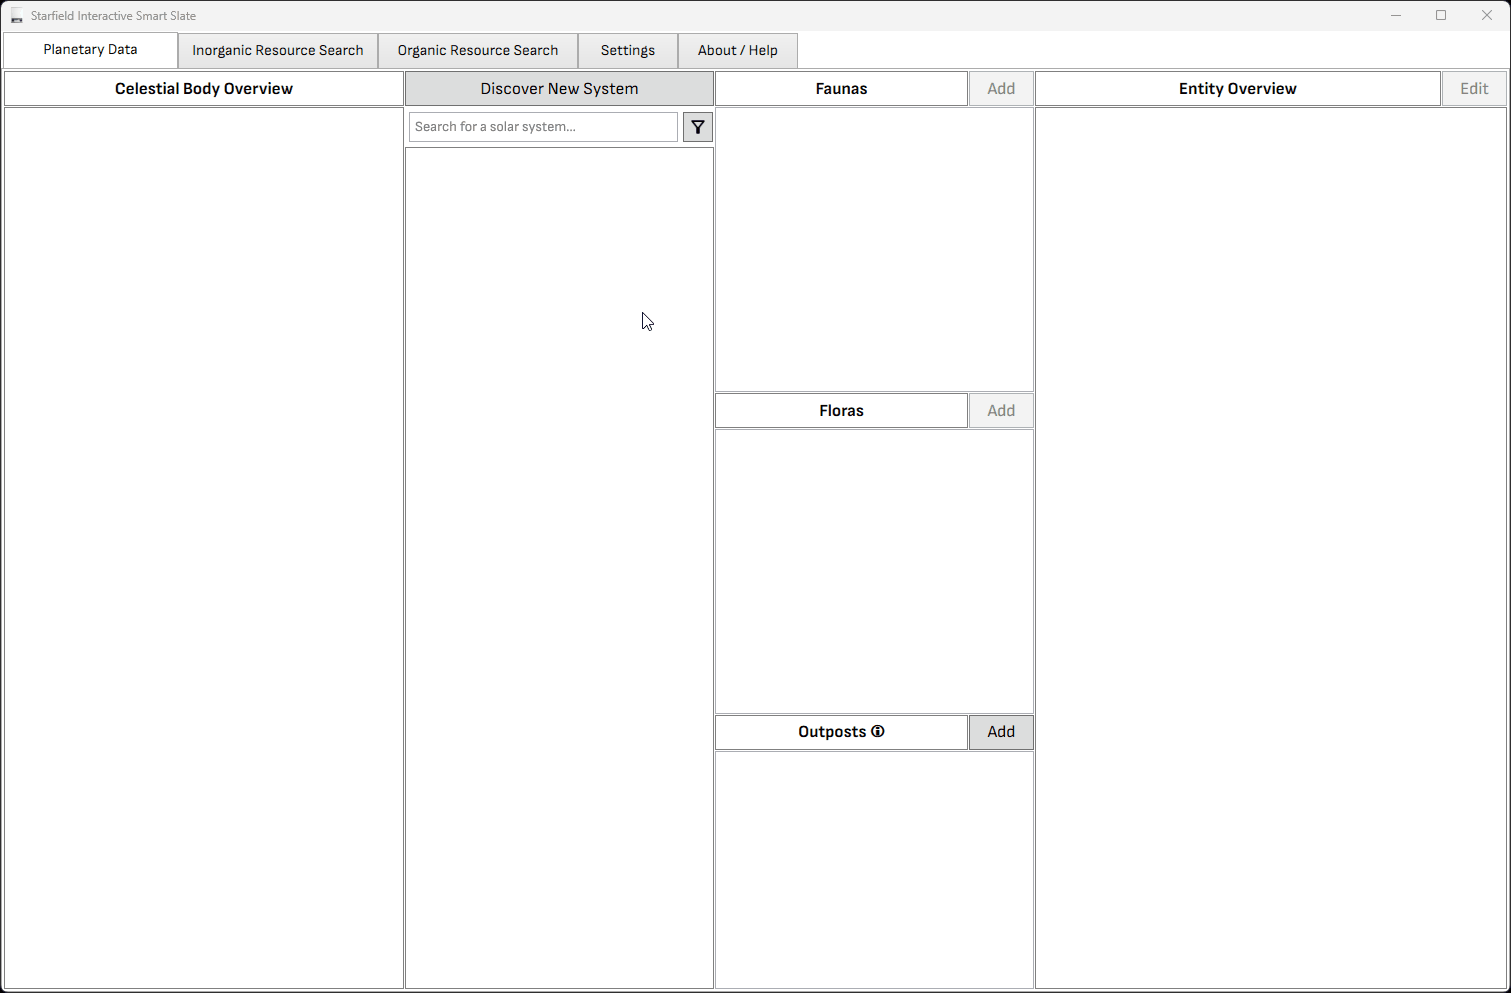 Starfield Interactive Smart Slate
Planetary Data
Inorganic Resource Search
Organic Resource Search
Settings
About / Help
Celestial Body Overview
Discover New System
Search for a solar system...
Faunas
Add
Floras
Add
Outposts
Add
Entity Overview
Edit